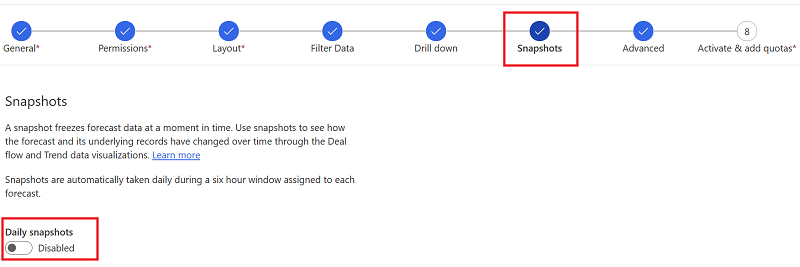 8
General* Permissions* Layout* Filter Data Drill down Snapshots Advanced Activate & add quotas*
Snapshots
A snapshot freezes forecast data at a moment in time. Use snapshots to see how
the forecast and its underlying records have changed over time through the Deal
flow and Trend data visualizations. Learn more
Snapshots are automatically taken daily during a six hour window assigned to each
forecast.
Daily snapshots
Disabled